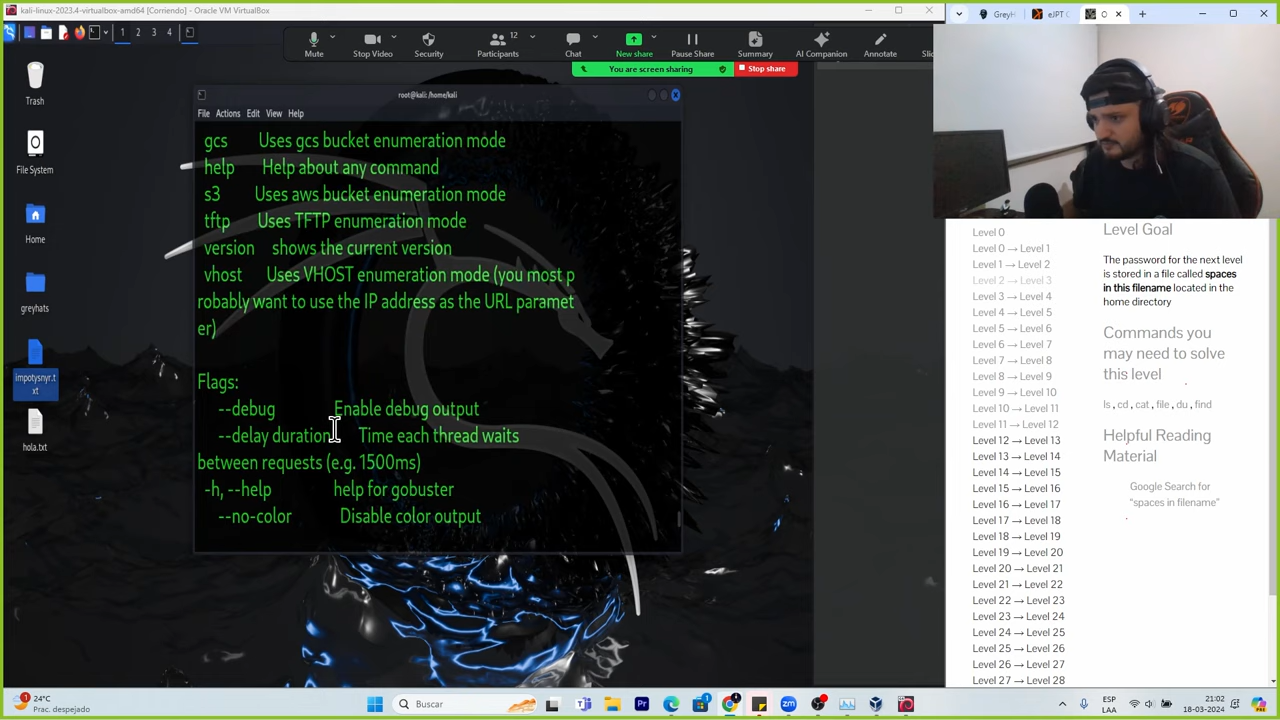 kali-linux-2023.4-virtualbox-amd64 [Corriendo] - Oracle VM VirtualBox
GreyH
eJPT
1 2 3 4
12
Mute
Stop Video
Security
Participants
Chat
New share
Pause Share
Summary
AI Companion
Annotate
You are screen sharing
Stop share
Trash
File System
Home
greyhats
impotysnyr.t
xt
hola.txt
root@kali: /home/kali
File Actions Edit View Help
gcs Uses gcs bucket enumeration mode
help Help about any command
s3 Uses aws bucket enumeration mode
tftp Uses TFTP enumeration mode
version shows the current version
vhost Uses VHOST enumeration mode (you most p
robably want to use the IP address as the URL paramet
er)
Flags:
--debug Enable debug output
--delay duration Time each thread waits
between requests (e.g. 1500ms)
-h, --help help for gobuster
--no-color Disable color output
Level 0
Level 0 → Level 1
Level 1 → Level 2
Level 2 → Level 3
Level 3 → Level 4
Level 4 → Level 5
Level 5 → Level 6
Level 6 → Level 7
Level 7 → Level 8
Level 8 → Level 9
Level 9 → Level 10
Level 10 → Level 11
Level 11 → Level 12
Level 12 → Level 13
Level 13 → Level 14
Level 14 → Level 15
Level 15 → Level 16
Level 16 → Level 17
Level 17 → Level 18
Level 18 → Level 19
Level 19 → Level 20
Level 20 → Level 21
Level 21 → Level 22
Level 22 → Level 23
Level 23 → Level 24
Level 24 → Level 25
Level 25 → Level 26
Level 26 → Level 27
Level 27 → Level 28
Level Goal
The password for the next level
is stored in a file called spaces
in this filename located in the
home directory
Commands you
may need to solve
this level
ls , cd , cat , file , du , find
Helpful Reading
Material
Google Search for
“spaces in filename”
24°C
Prac. despejado
Buscar
ESP
LAA
21:02
18-03-2024